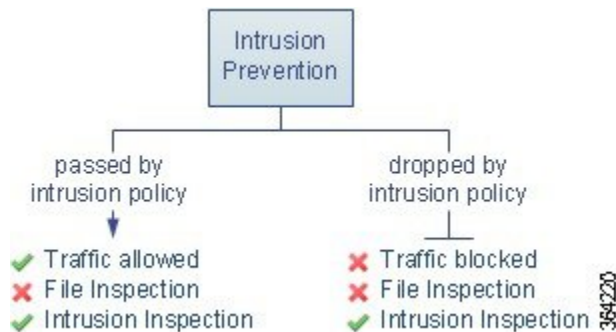 Intrusion
Prevention
passed by
intrusion policy
dropped by
intrusion policy
Traffic allowed
File Inspection
Intrusion Inspection
Traffic blocked
File Inspection
Intrusion Inspection
364220